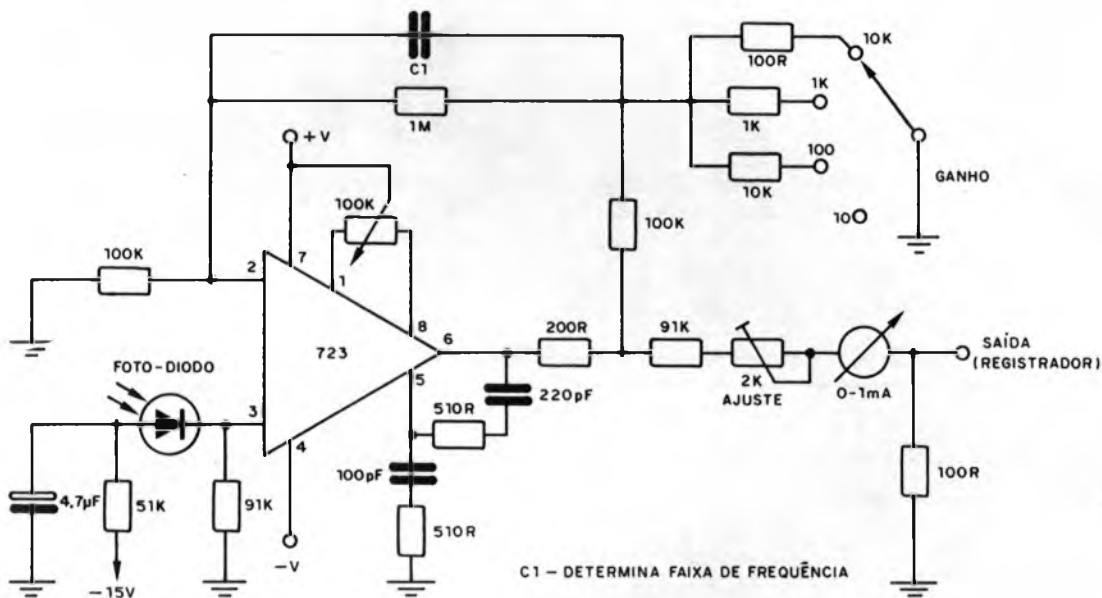 C1
1M
100R
10K
1K
1K
100
10K
10
GANHO
+V
100K
100K
100K
2
7
1
8
6
5
3
4
723
FOTO-DIODO
200R
91K
2K
AJUSTE
0-1mA
SAÍDA
(REGISTRADOR)
220pF
510R
100pF
510R
4.7µF
51K
91K
100R
-15V
-V
C1 – DETERMINA FAIXA DE FREQUÊNCIA